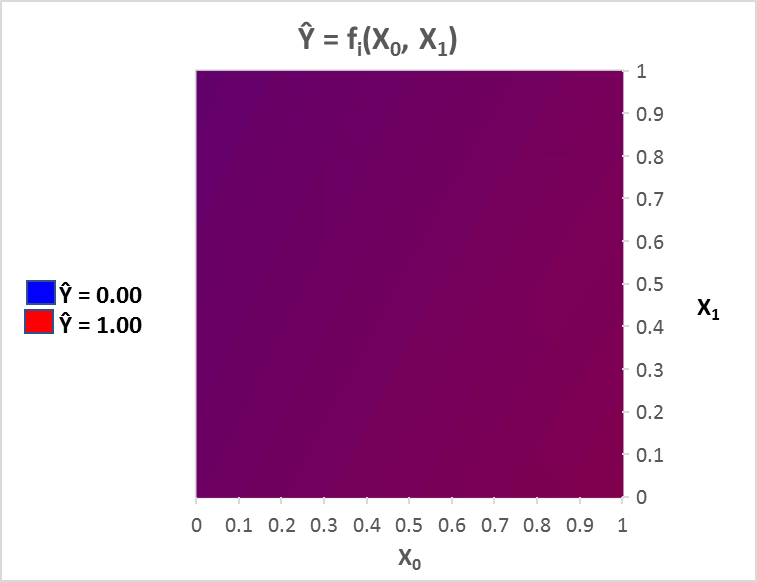 Ŷ = fᵢ(X₀, X₁)
1
0.9
0.8
0.7
0.6
0.5
0.4
0.3
0.2
0.1
0
Ŷ = 0.00
Ŷ = 1.00
X₁
0 0.1 0.2 0.3 0.4 0.5 0.6 0.7 0.8 0.9 1
X₀